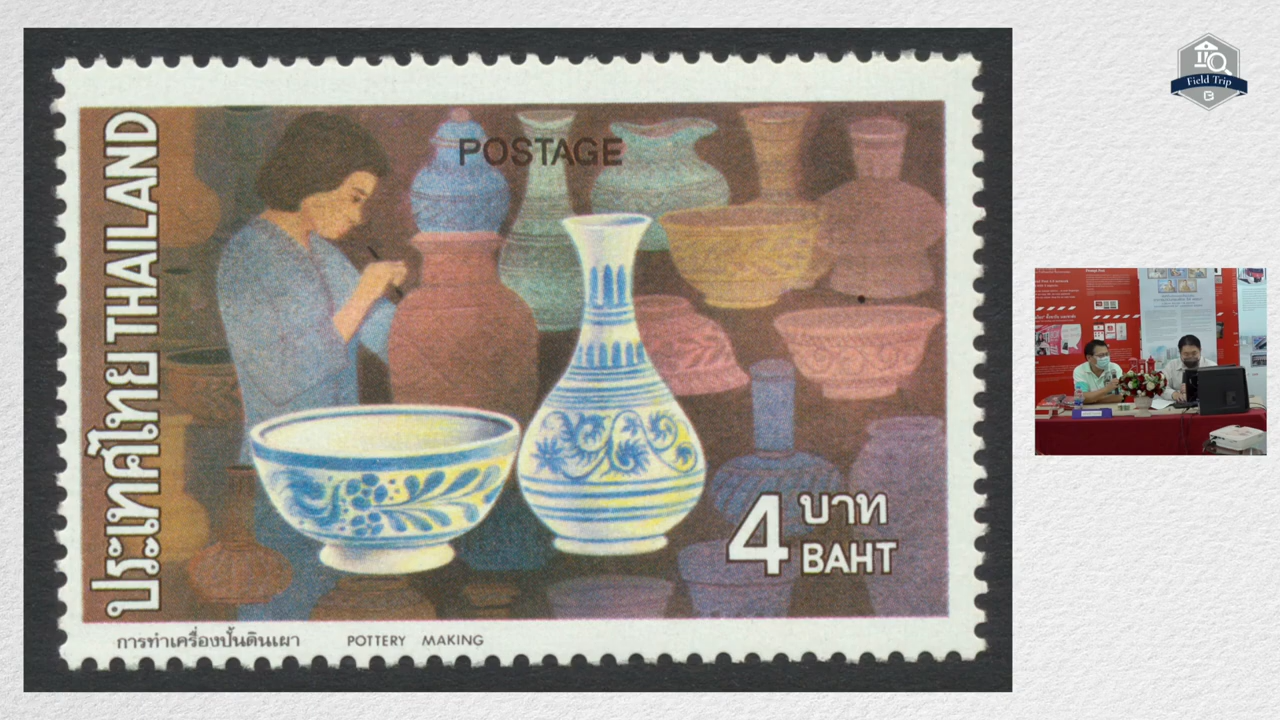 ประเทศไทย THAILAND
POSTAGE
4 บาท
BAHT
การทำเครื่องปั้นดินเผา POTTERY MAKING
Field Trip